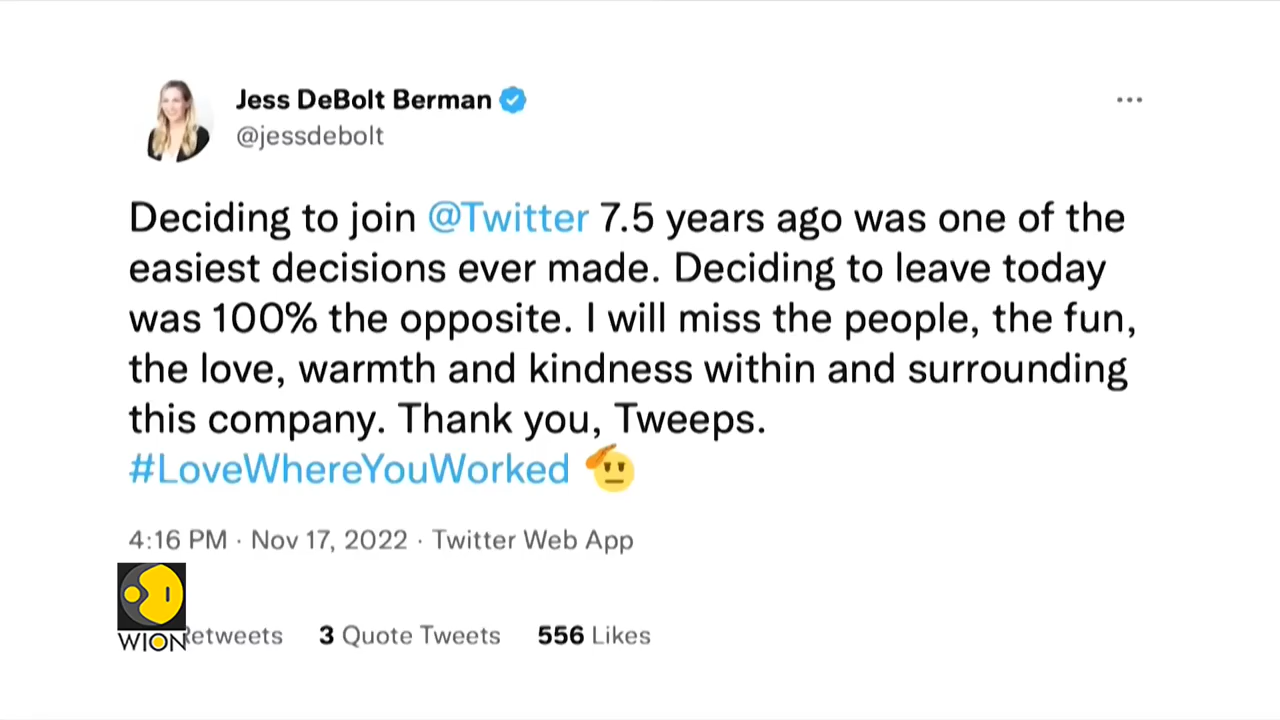 Jess DeBolt Berman
@jessdebolt
Deciding to join @Twitter 7.5 years ago was one of the
easiest decisions ever made. Deciding to leave today
was 100% the opposite. I will miss the people, the fun,
the love, warmth and kindness within and surrounding
this company. Thank you, Tweeps.
#LoveWhereYouWorked 🫡
4:16 PM · Nov 17, 2022 · Twitter Web App
Retweets 3 Quote Tweets 556 Likes
WION